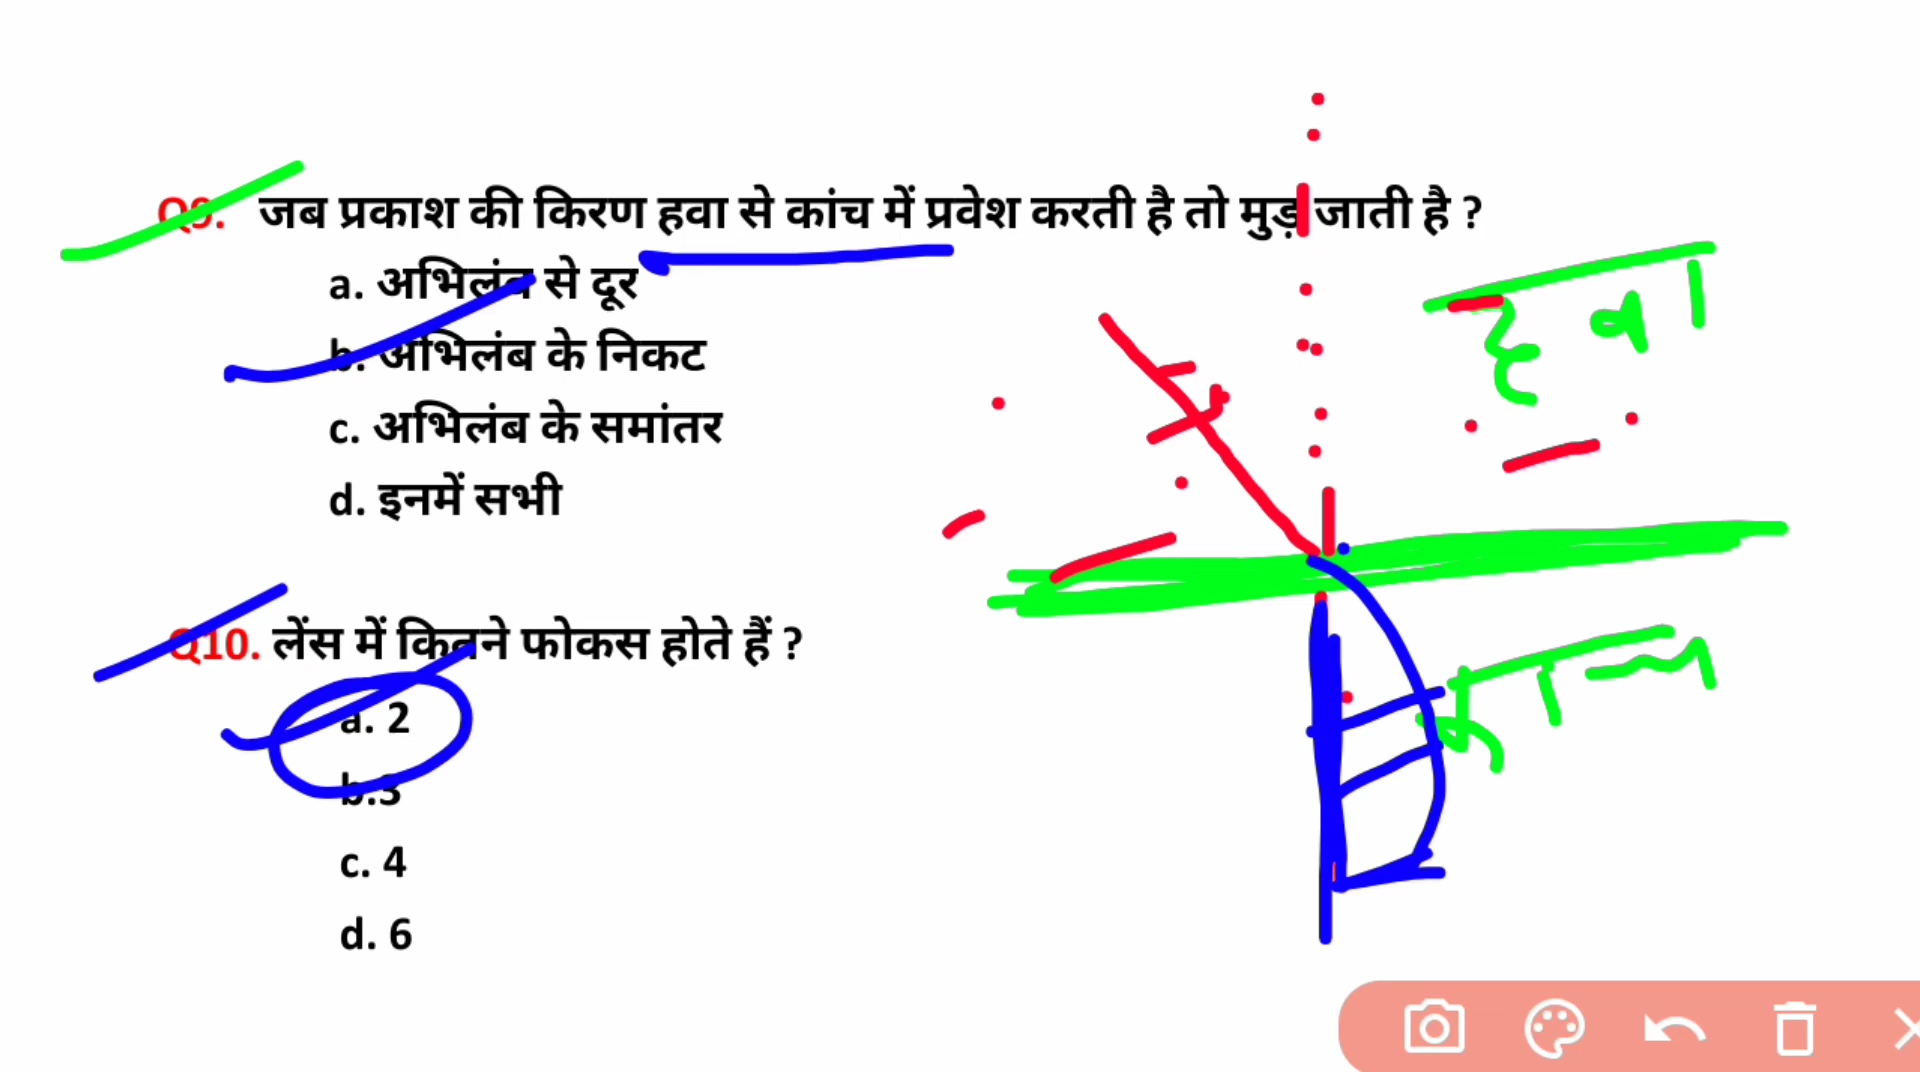 Q9. जब प्रकाश की किरण हवा से कांच में प्रवेश करती है तो मुड़ जाती है ?
a. अभिलंब से दूर
b. अभिलंब के निकट
c. अभिलंब के समांतर
d. इनमें सभी
हवा
Q10. लेंस में कितने फोकस होते हैं ?
a. 2
b.3
c. 4
d. 6